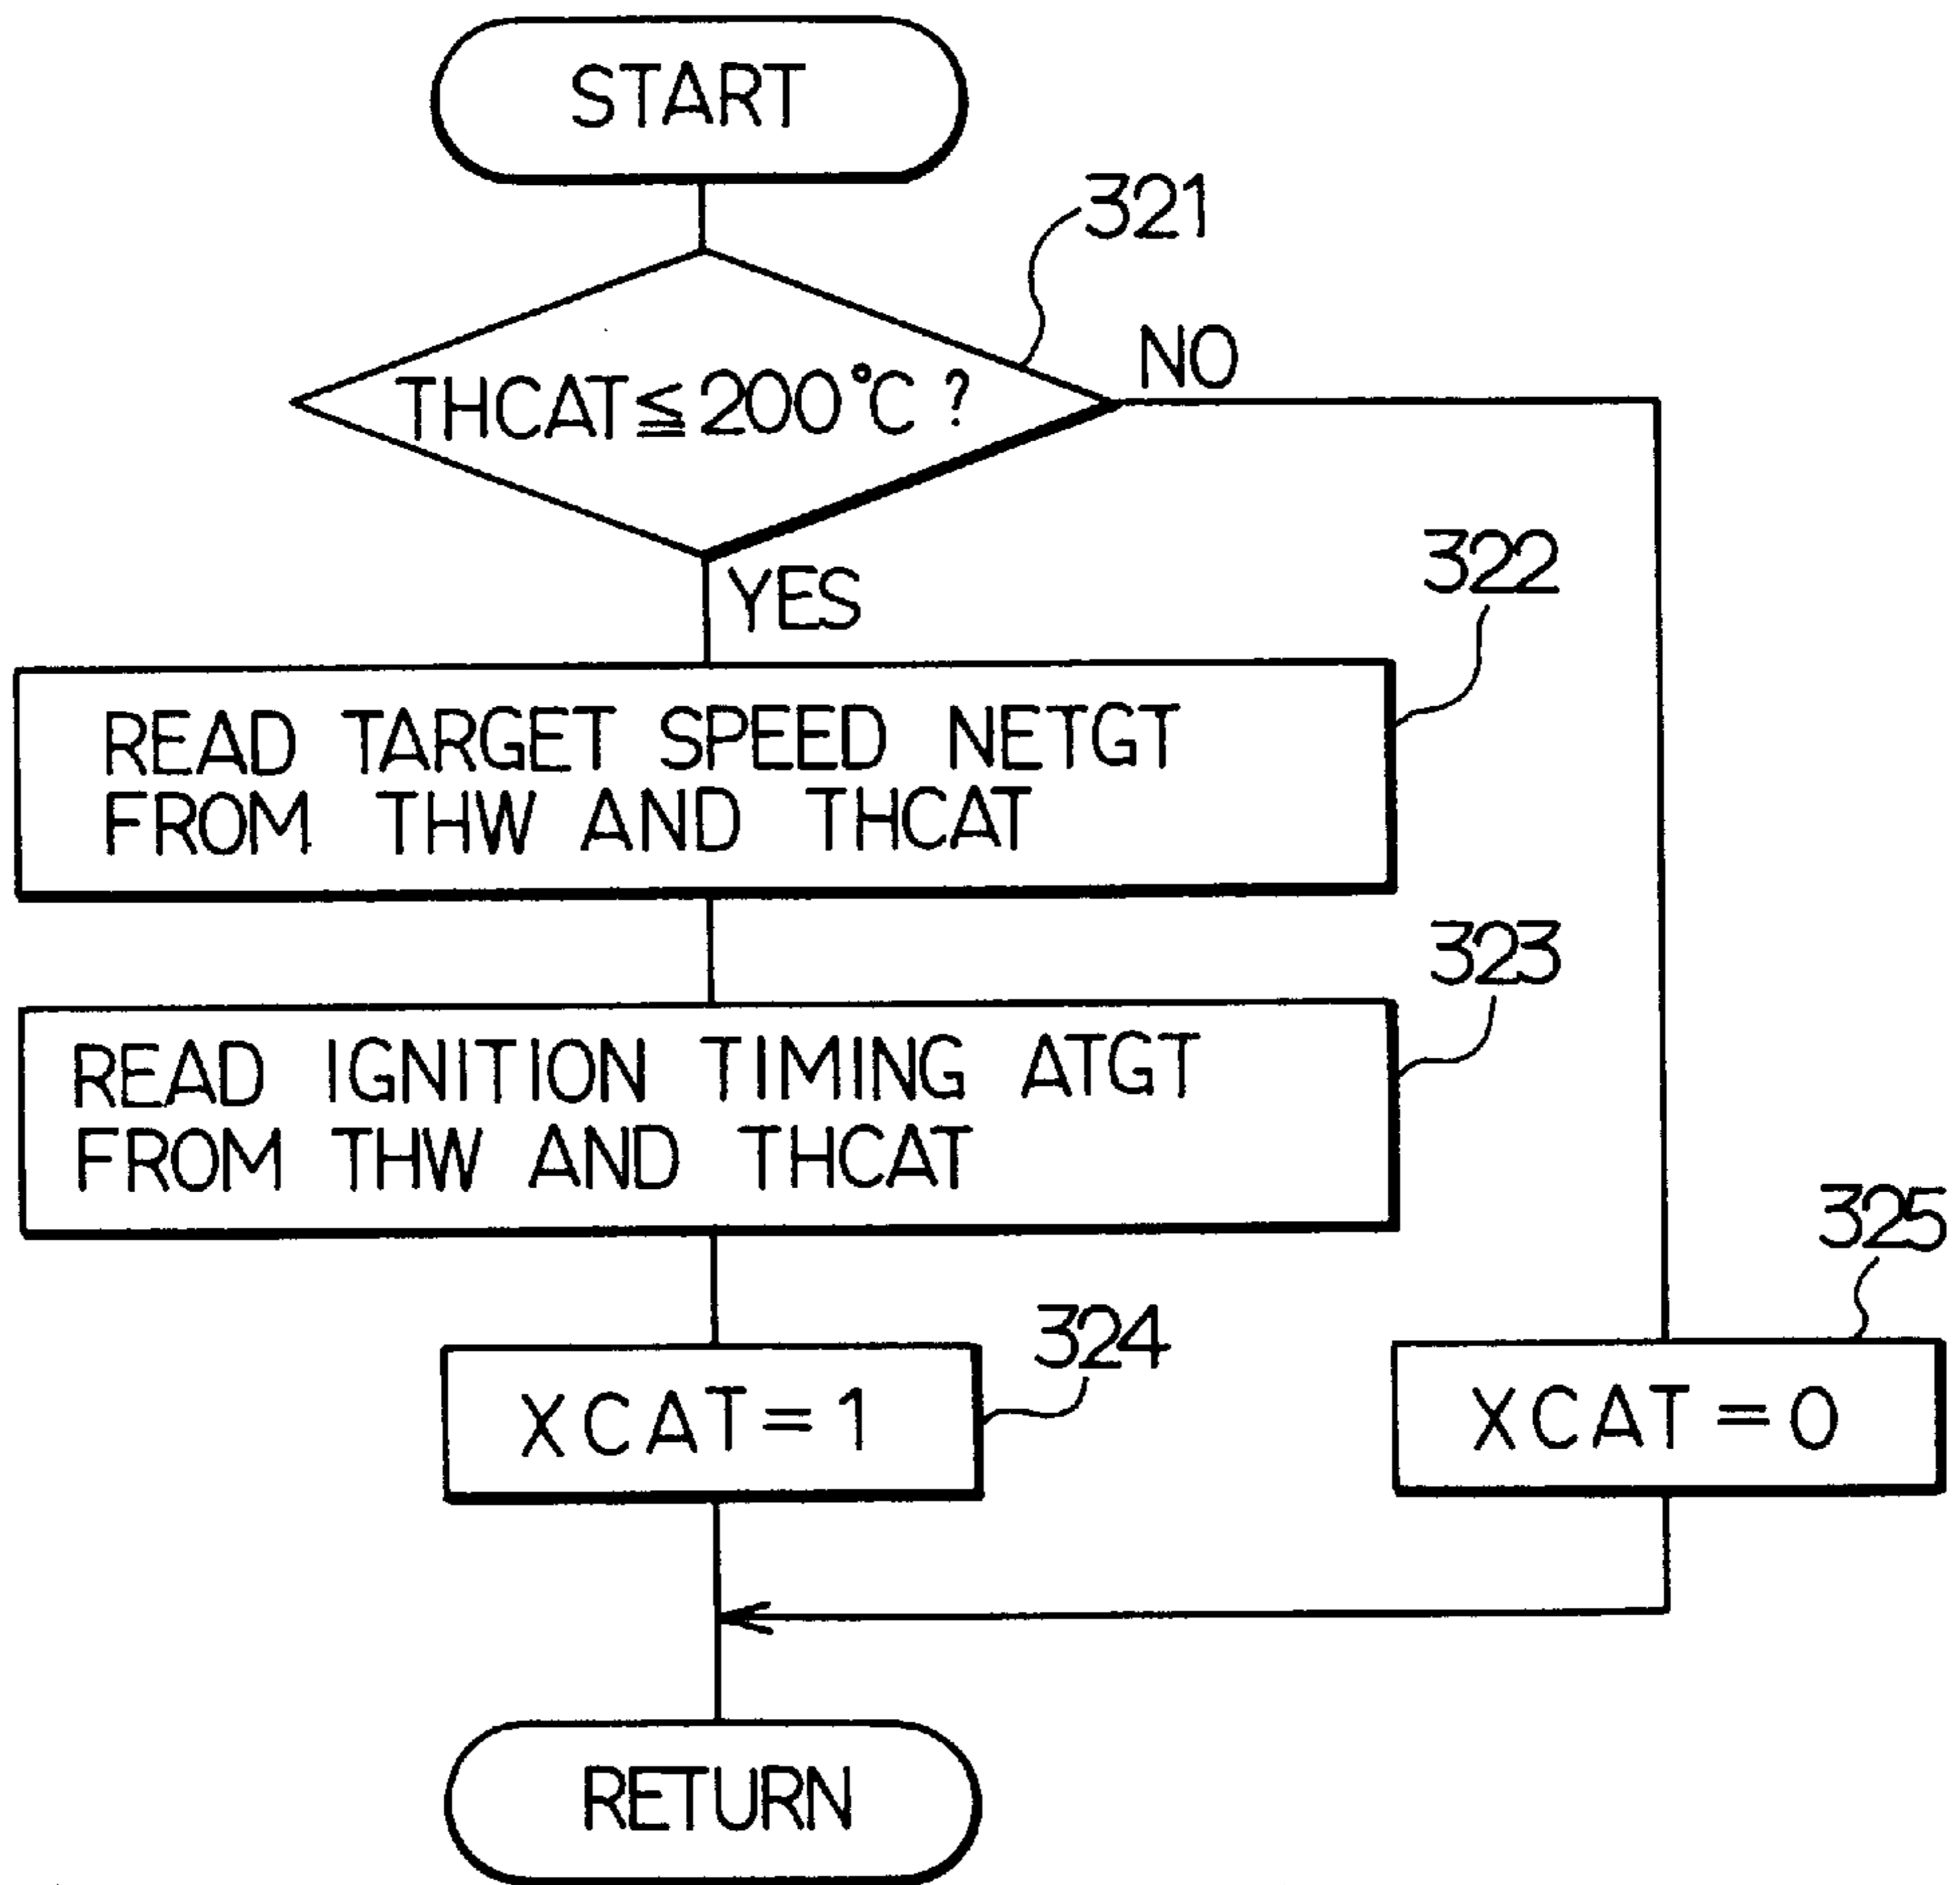 START
321
THCAT≦200°C ?
NO
YES
322
READ TARGET SPEED NETGT
FROM THW AND THCAT
323
READ IGNITION TIMING ATGT
FROM THW AND THCAT
324
XCAT=1
325
XCAT=0
RETURN